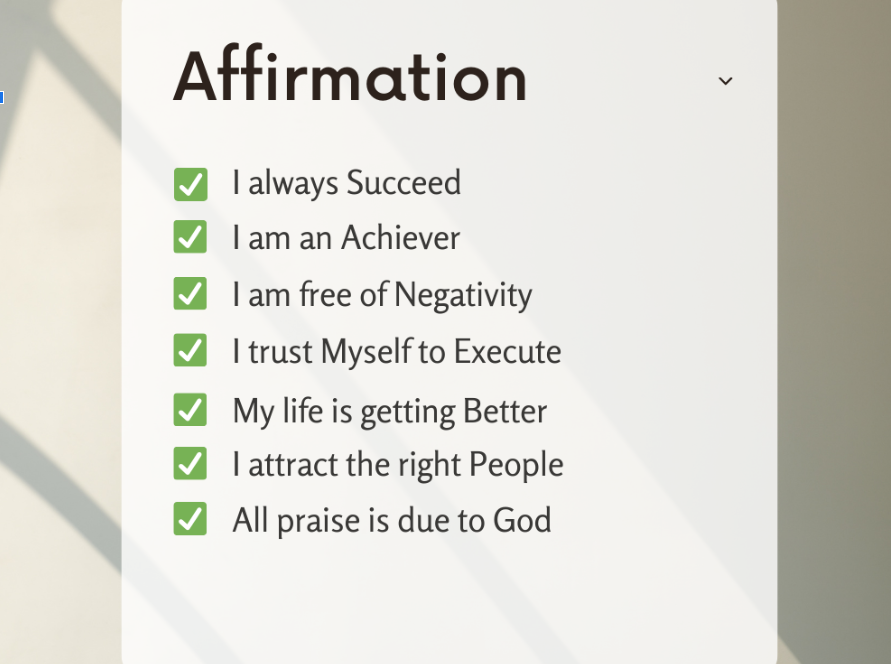 Affirmation
✅ I always Succeed
✅ I am an Achiever
✅ I am free of Negativity
✅ I trust Myself to Execute
✅ My life is getting Better
✅ I attract the right People
✅ All praise is due to God